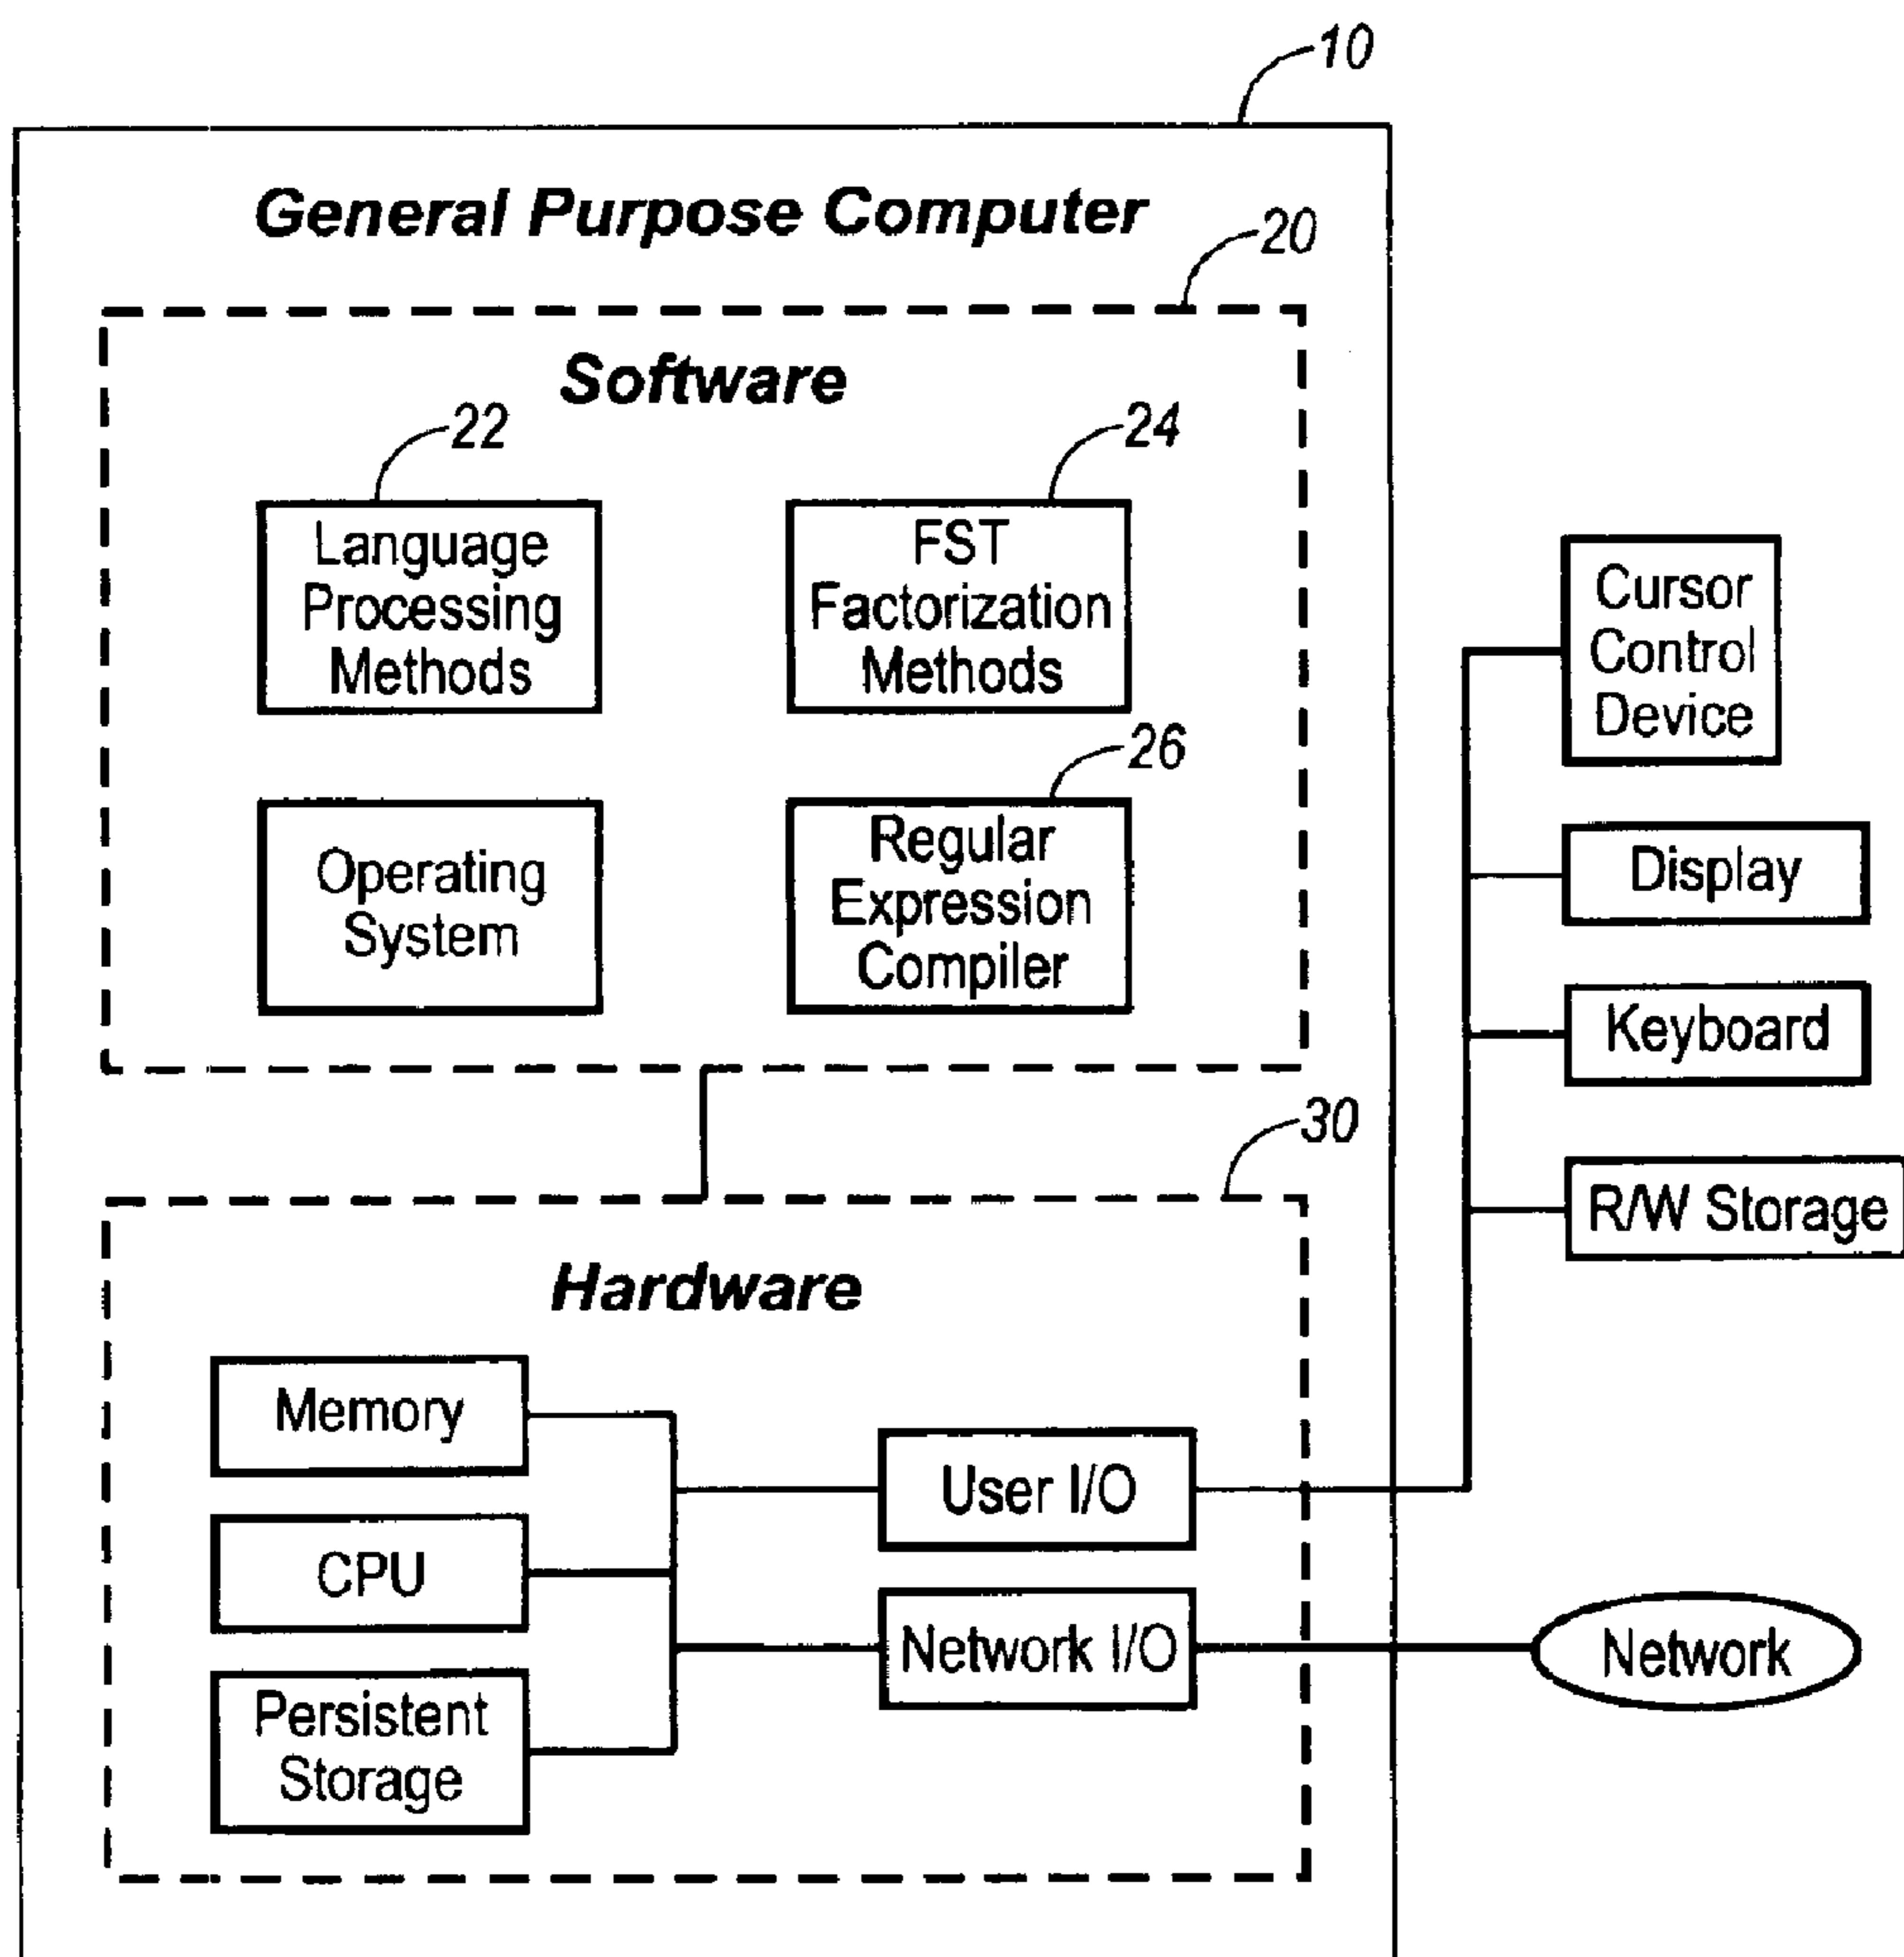 10
General Purpose Computer
20
Software
22
24
Language
Processing
Methods
FST
Factorization
Methods
26
Operating
System
Regular
Expression
Compiler
Cursor
Control
Device
Display
Keyboard
R/W Storage
30
Hardware
Memory
User I/O
CPU
Network I/O
Persistent
Storage
Network